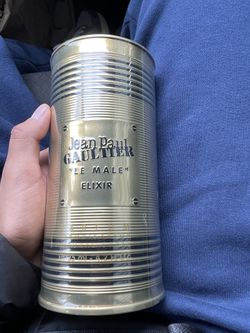 Jean Paul
GAULTIER
"LE MALE"
ELIXIR